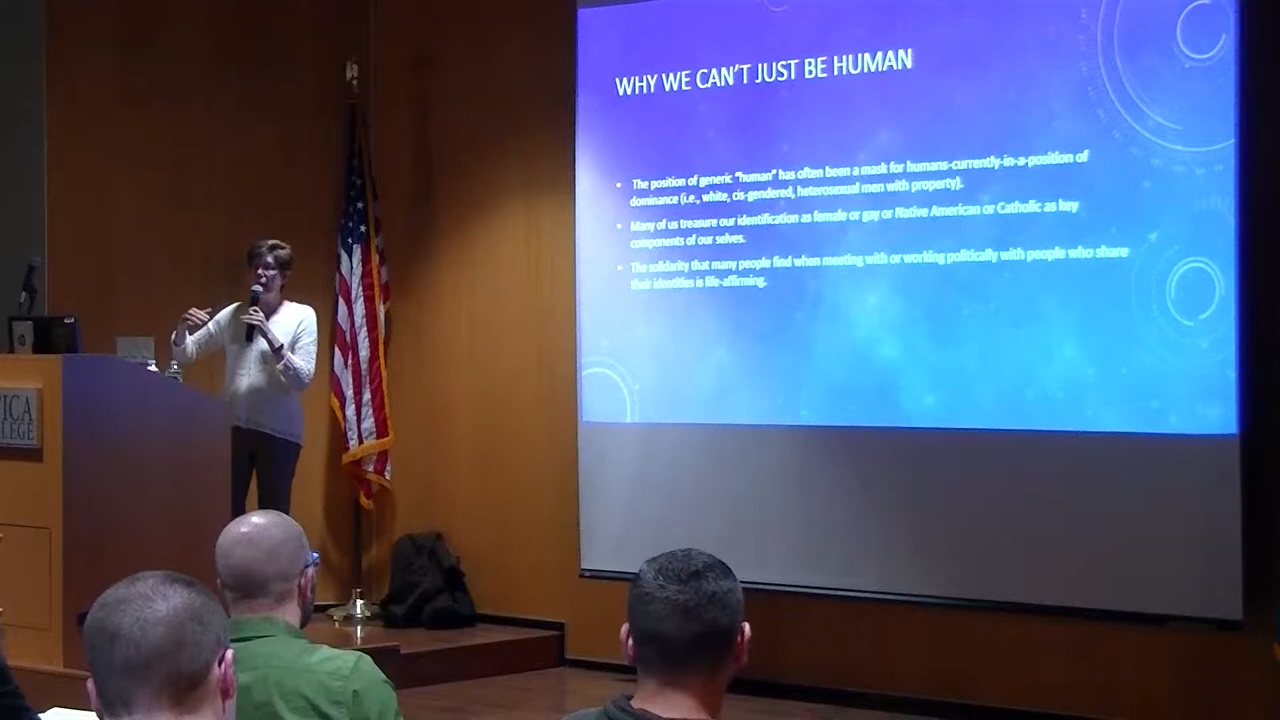 WHY WE CAN'T JUST BE HUMAN
The position of generic "human" has often been a mask for humans-currently-in-a-position of
dominance (i.e., white, cis-gendered, heterosexual men with property).
Many of us treasure our identification as female or gay or Native American or Catholic as key
components of our selves.
The solidarity that many people find when meeting with or working politically with people who share
their identities is life-affirming.
TICA
LEGE